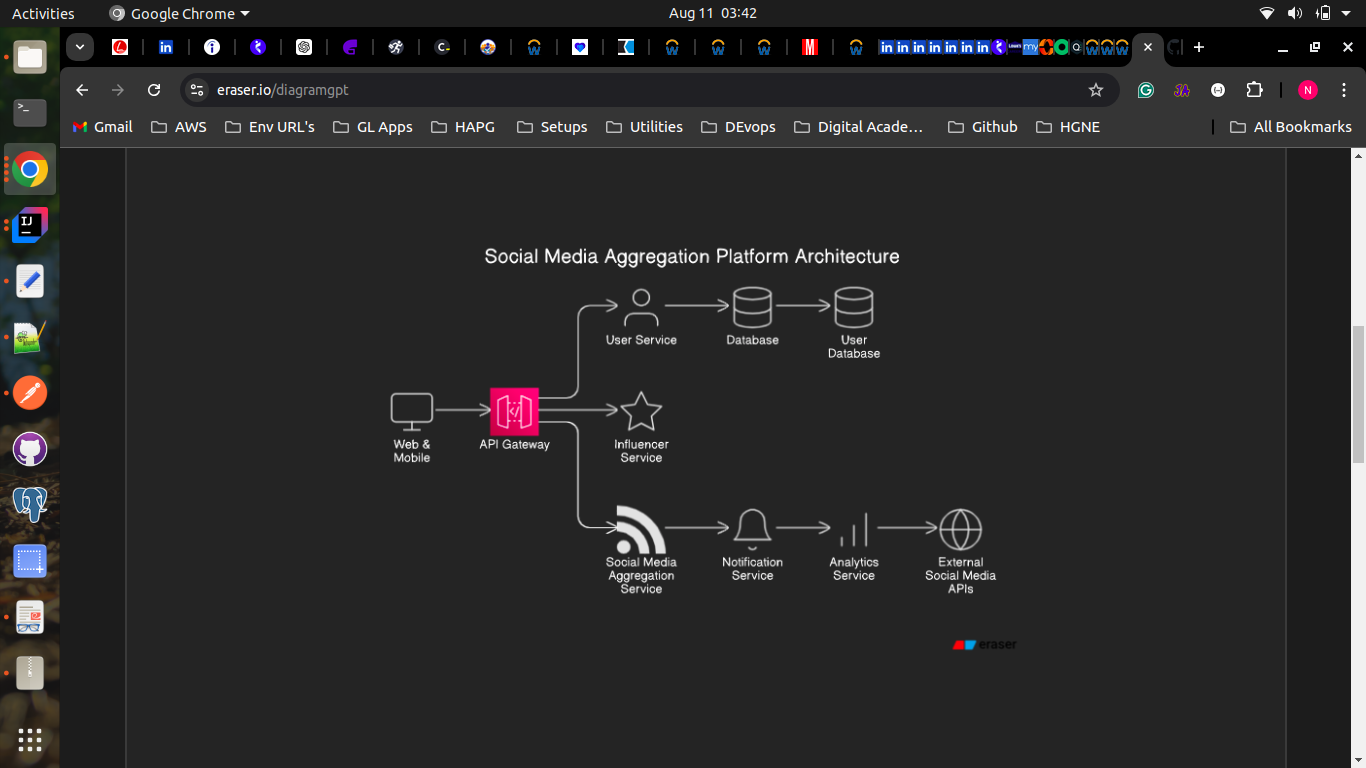 Activities
Google Chrome
Aug 11 03:42
eraser.io/diagramgpt
N
Gmail
AWS
Env URL's
GL Apps
HAPG
Setups
Utilities
DEvops
Digital Acade...
Github
HGNE
All Bookmarks
Social Media Aggregation Platform Architecture
User Service
Database
User
Database
Web &
Mobile
API Gateway
Influencer
Service
Social Media
Aggregation
Service
Notification
Service
Analytics
Service
External
Social Media
APIs
eraser